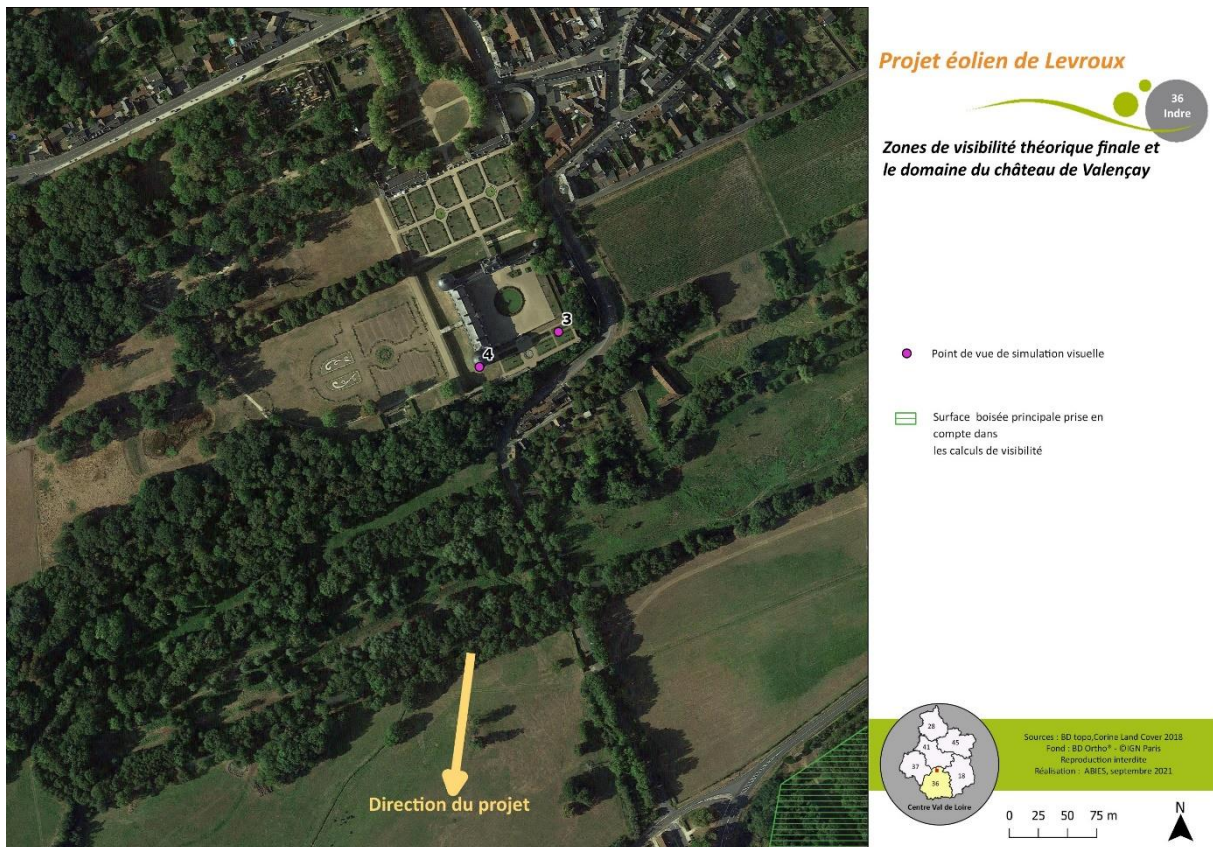 Projet éolien de Levroux
36
Indre
Zones de visibilité théorique finale et
le domaine du château de Valençay
3
4
Point de vue de simulation visuelle
Surface boisée principale prise en
compte dans
les calculs de visibilité
Direction du projet
28
41
45
37
36
18
Centre Val de Loire
Sources : BD topo,Corine Land Cover 2018
Fond : BD Ortho® - ©IGN Paris
Reproduction interdite
Réalisation : ABIES, septembre 2021
0 25 50 75 m
N